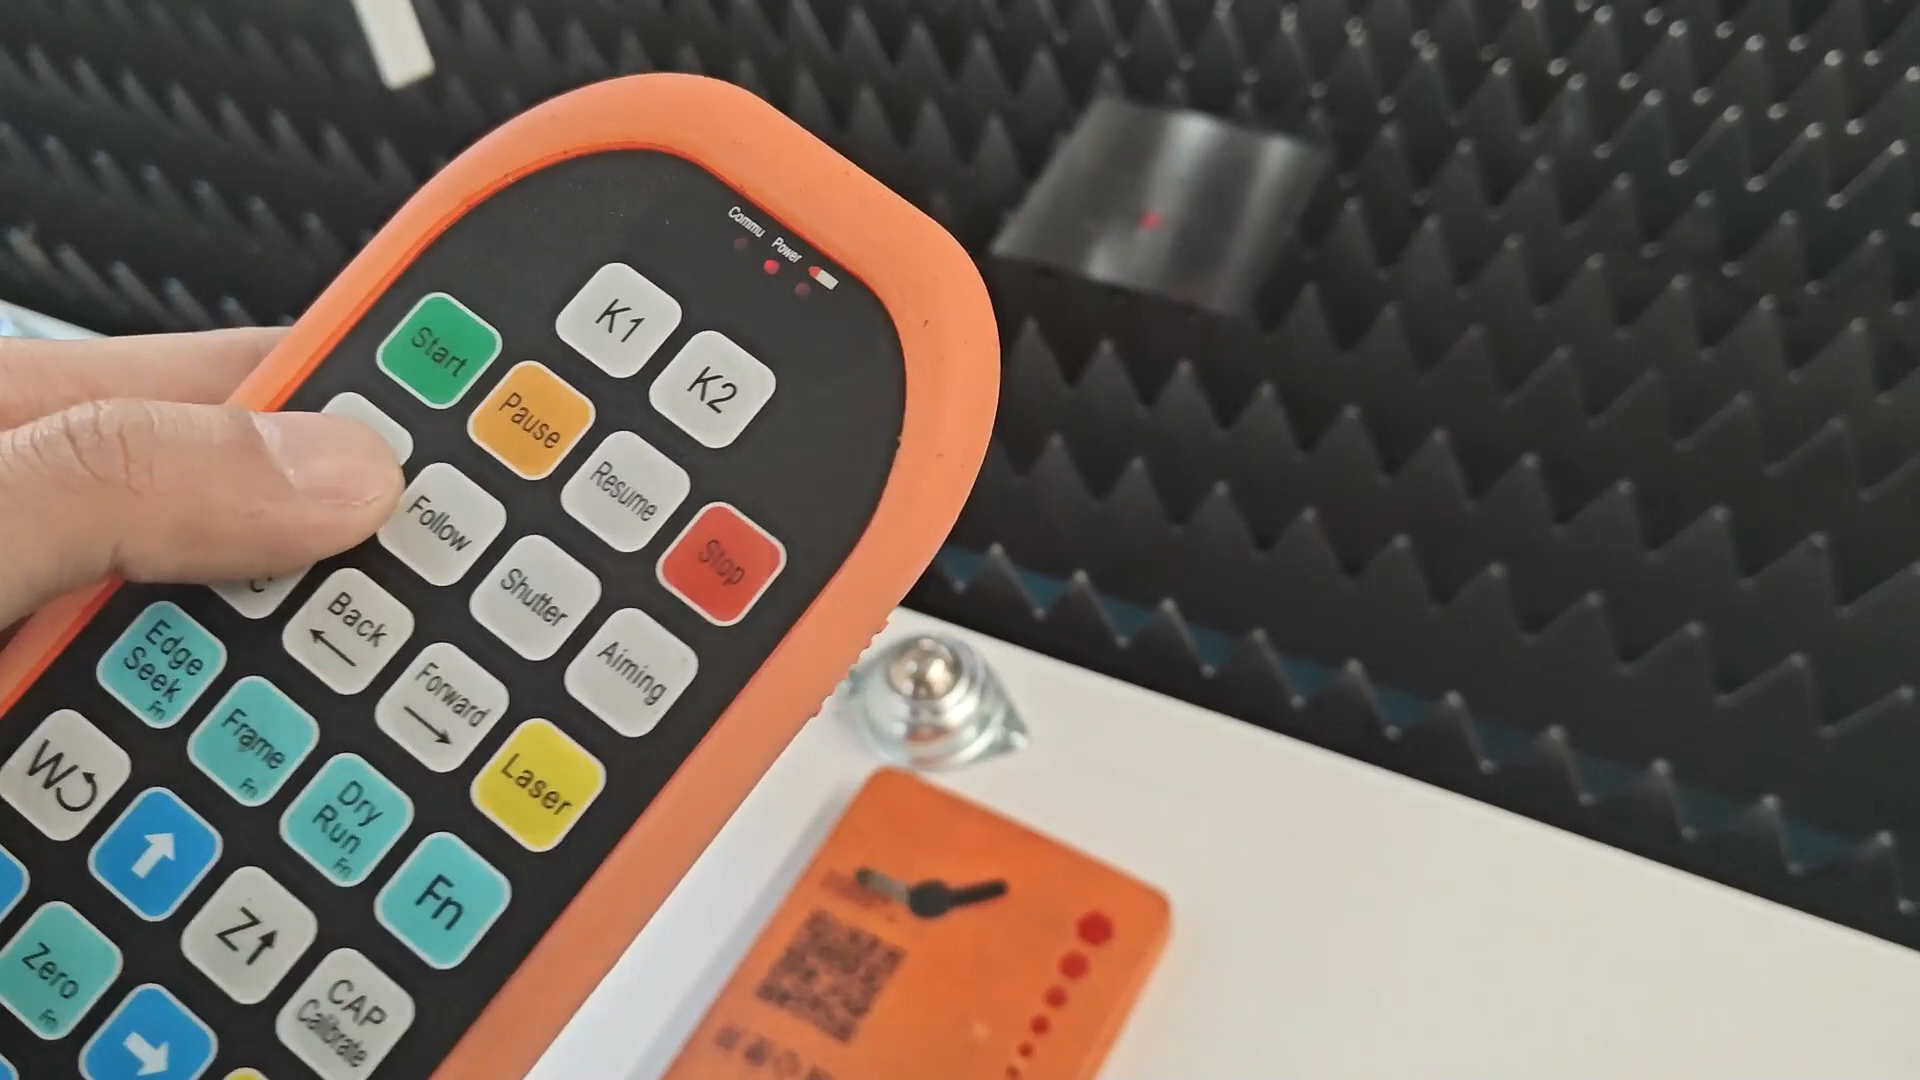 Commu Power
K1
K2
Start
Pause
Resume
Stop
Follow
Shutter
Aiming
Back
Forward
Laser
Edge
Seek
Fn
Frame
Fn
Dry
Run
Fn
Fn
W
Z
CAP
Calibrate
Zero
Fn